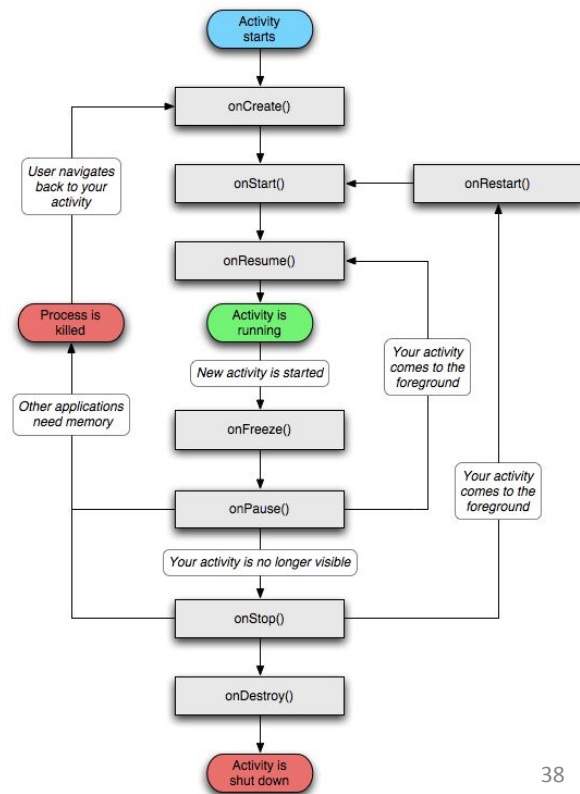 Activity
starts
onCreate()
User navigates
back to your
activity
onStart()
onRestart()
onResume()
Process is
killed
Activity is
running
New activity is started
Your activity
comes to the
foreground
Other applications
need memory
onFreeze()
Your activity
comes to the
foreground
onPause()
Your activity is no longer visible
onStop()
onDestroy()
Activity is
shut down
38